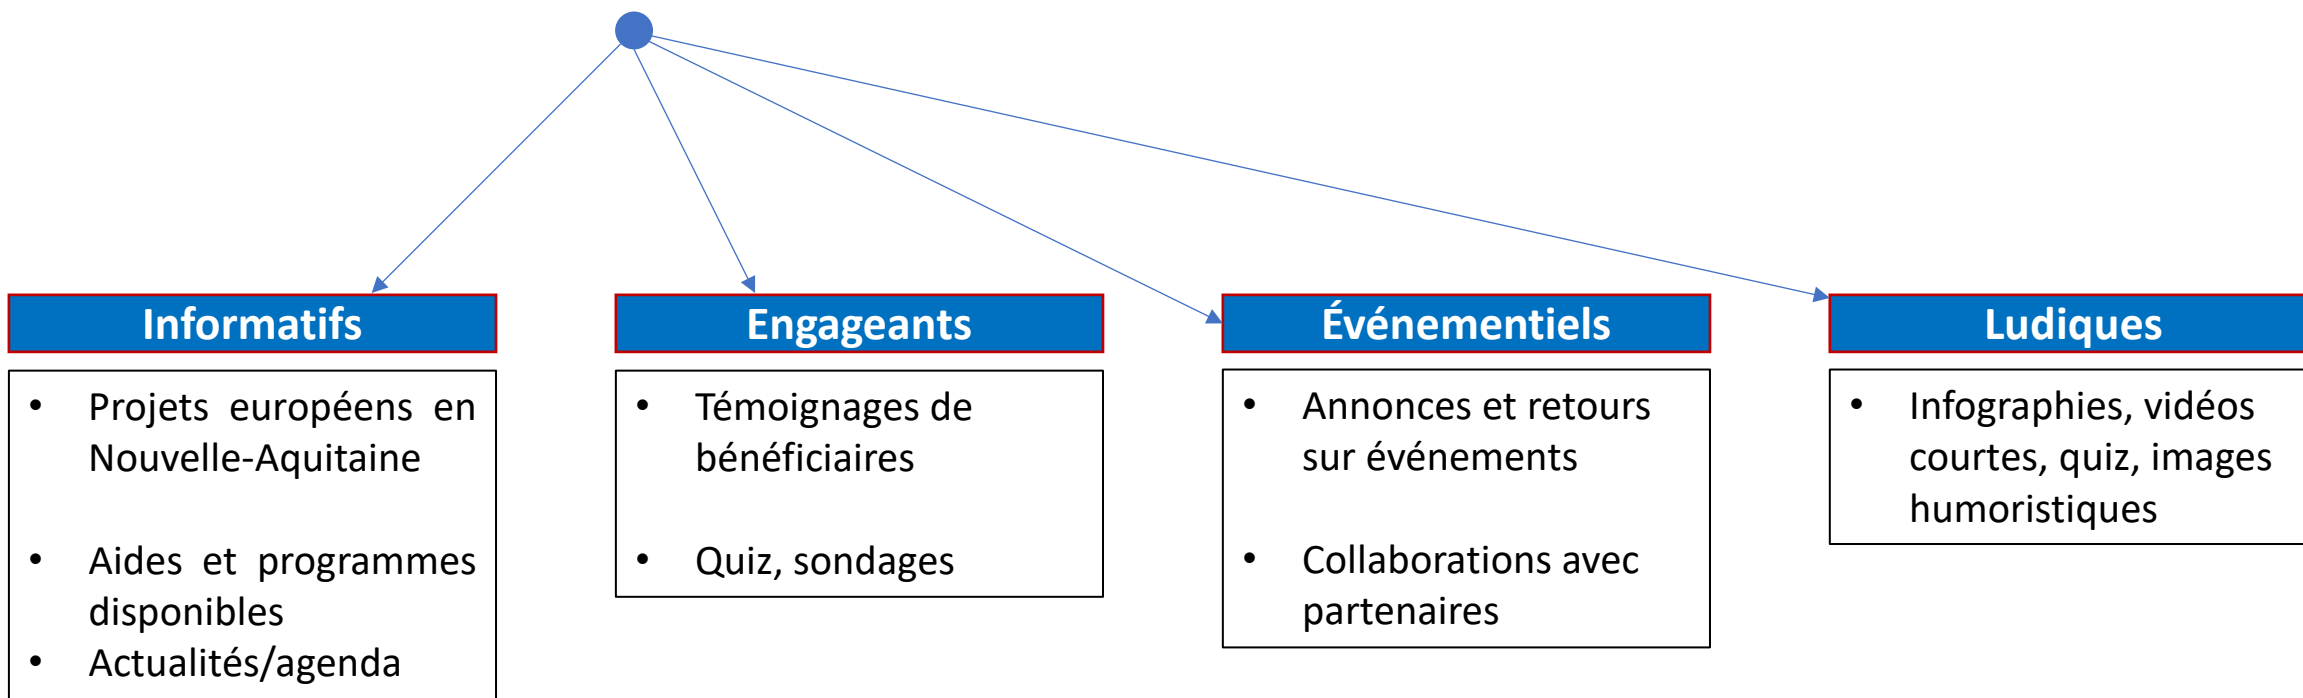 Informatifs
• Projets européens en
Nouvelle-Aquitaine
• Aides et programmes
disponibles
• Actualités/agenda
Engageants
• Témoignages de
bénéficiaires
• Quiz, sondages
Événementiels
• Annonces et retours
sur événements
• Collaborations avec
partenaires
Ludiques
• Infographies, vidéos
courtes, quiz, images
humoristiques